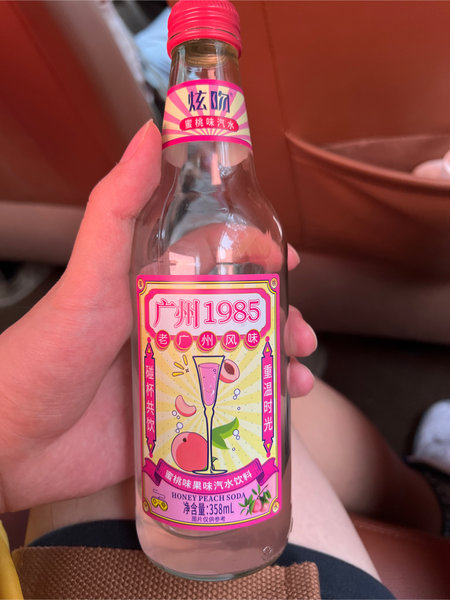 炫吻
蜜桃味汽水
广州1985
老广州风味
碰杯共饮
重温时光
蜜桃味果味汽水饮料
HONEY PEACH SODA
净含量:358mL
图片仅供参考